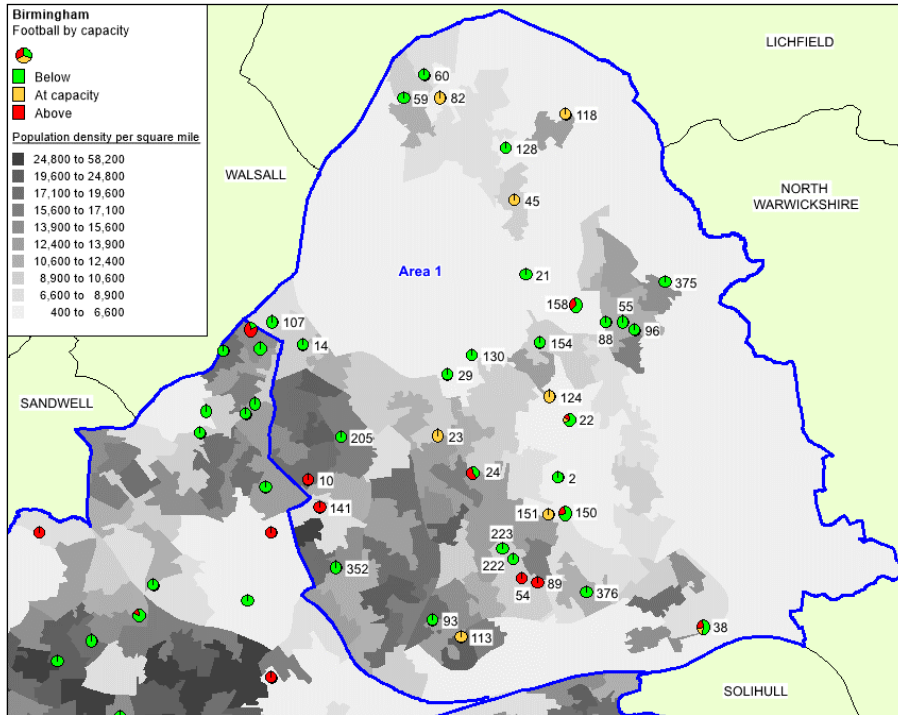 Birmingham
Football by capacity
Below
At capacity
Above
Population density per square mile
24,800 to 58,200
19,600 to 24,800
17,100 to 19,600
15,600 to 17,100
13,900 to 15,600
12,400 to 13,900
10,600 to 12,400
8,900 to 10,600
6,600 to 8,900
400 to 6,600
LICHFIELD
WALSALL
NORTH
WARWICKSHIRE
SANDWELL
SOLIHULL
Area 1
60
59
82
118
128
45
21
375
158
55
88
96
107
14
154
130
29
124
22
205
23
24
2
10
141
151
150
223
222
352
54
89
376
93
113
38